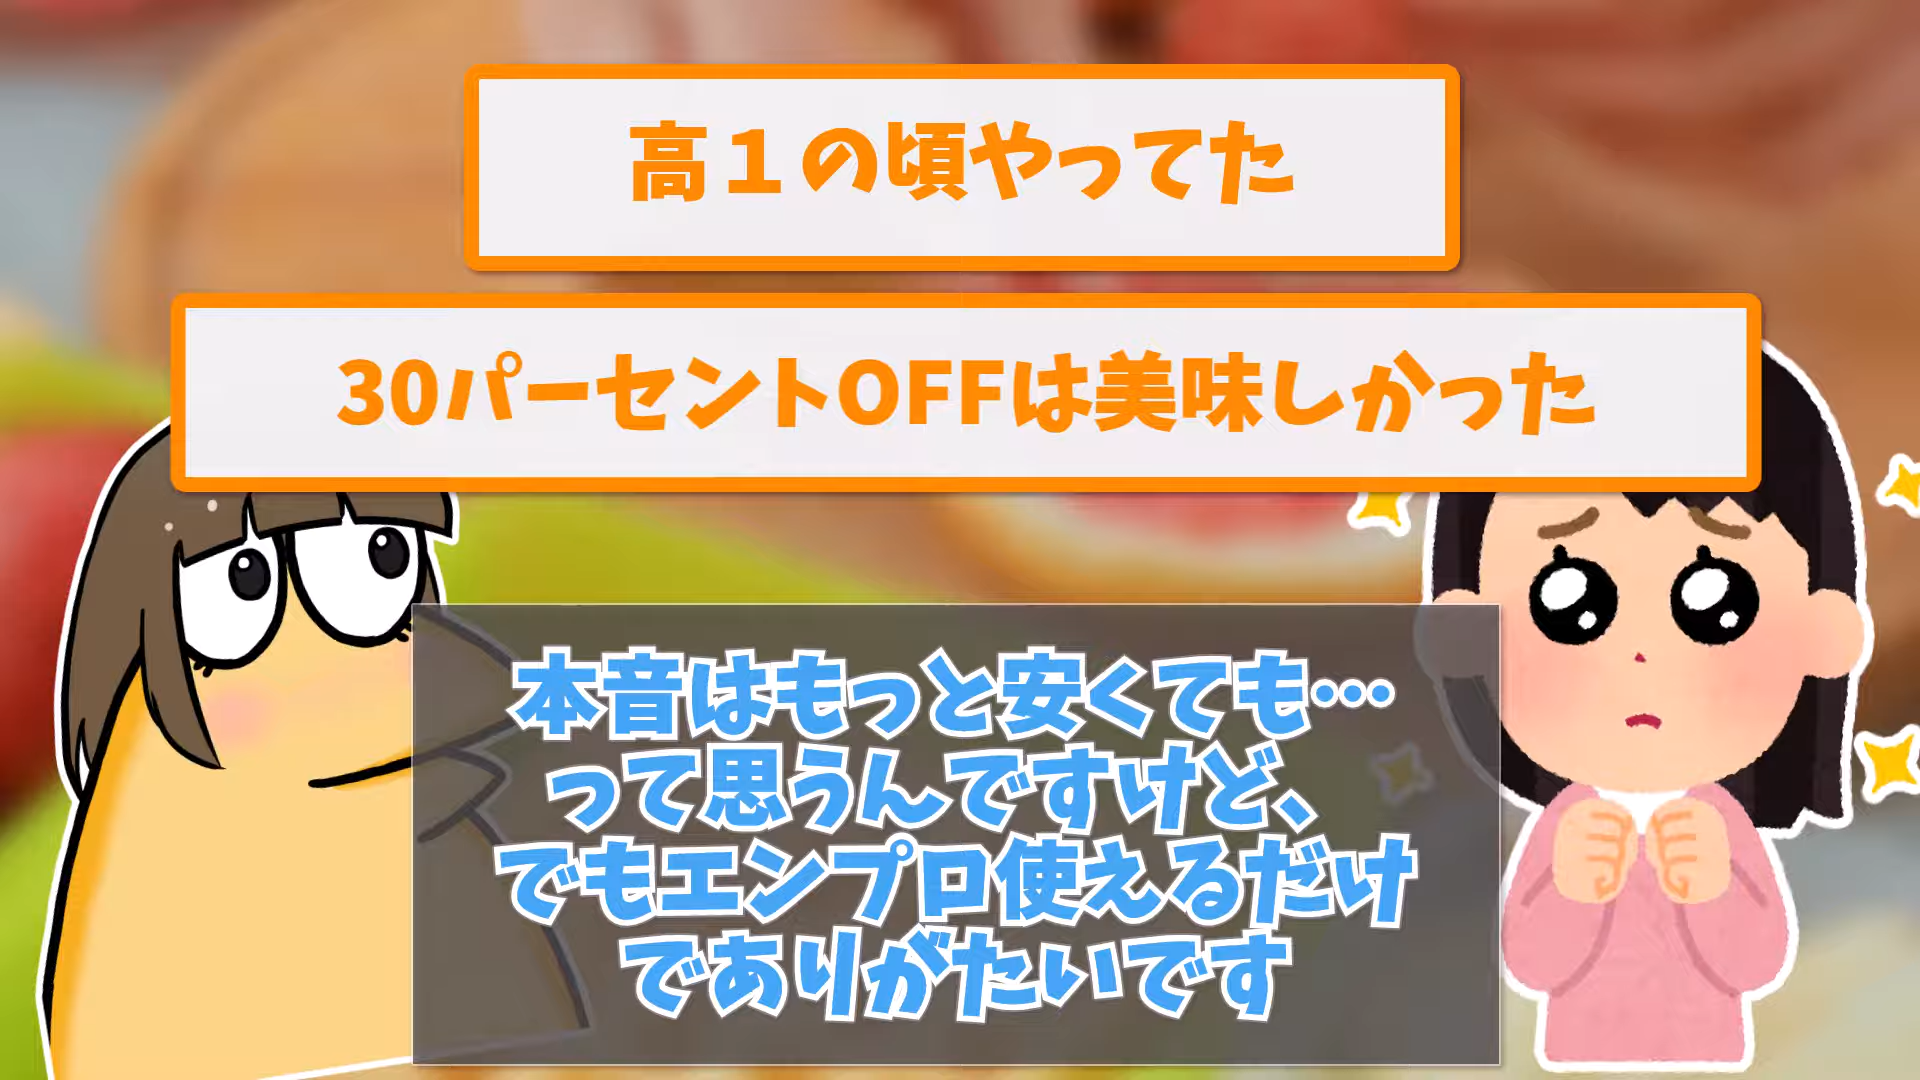 高１の頃やってた
30パーセントOFFは美味しかった
本音はもっと安くても…
って思うんですけど、
でもエンプロ使えるだけ
でありがたいです